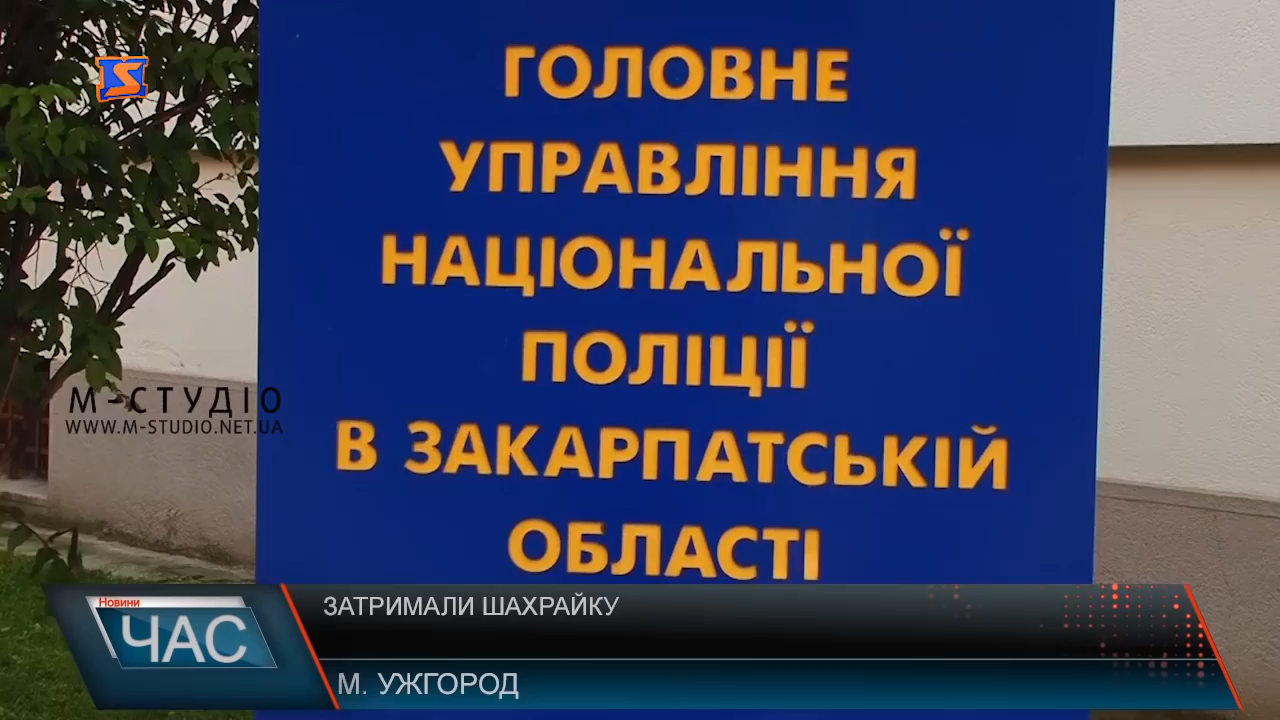 ГОЛОВНЕ
УПРАВЛІННЯ
НАЦІОНАЛЬНОЇ
ПОЛІЦІЇ
В ЗАКАРПАТСЬКІЙ
ОБЛАСТІ
М-СТУДІО
WWW.M-STUDIO.NET.UA
Новини
ЧАС
ЗАТРИМАЛИ ШАХРАЙКУ
М. УЖГОРОД